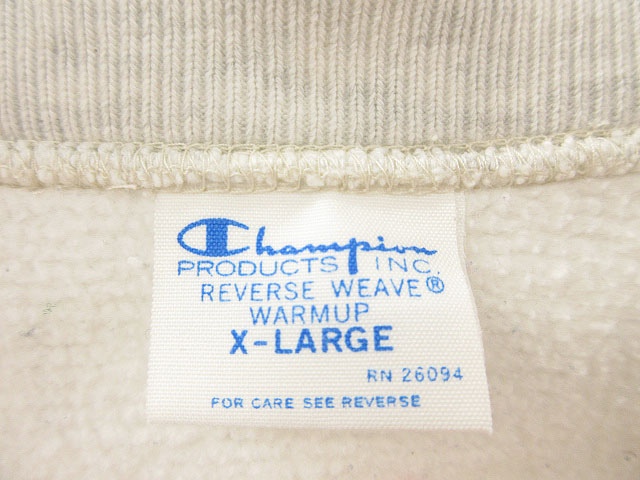 Champion
PRODUCTS INC.
REVERSE WEAVE®
WARMUP
X-LARGE
RN 26094
FOR CARE SEE REVERSE